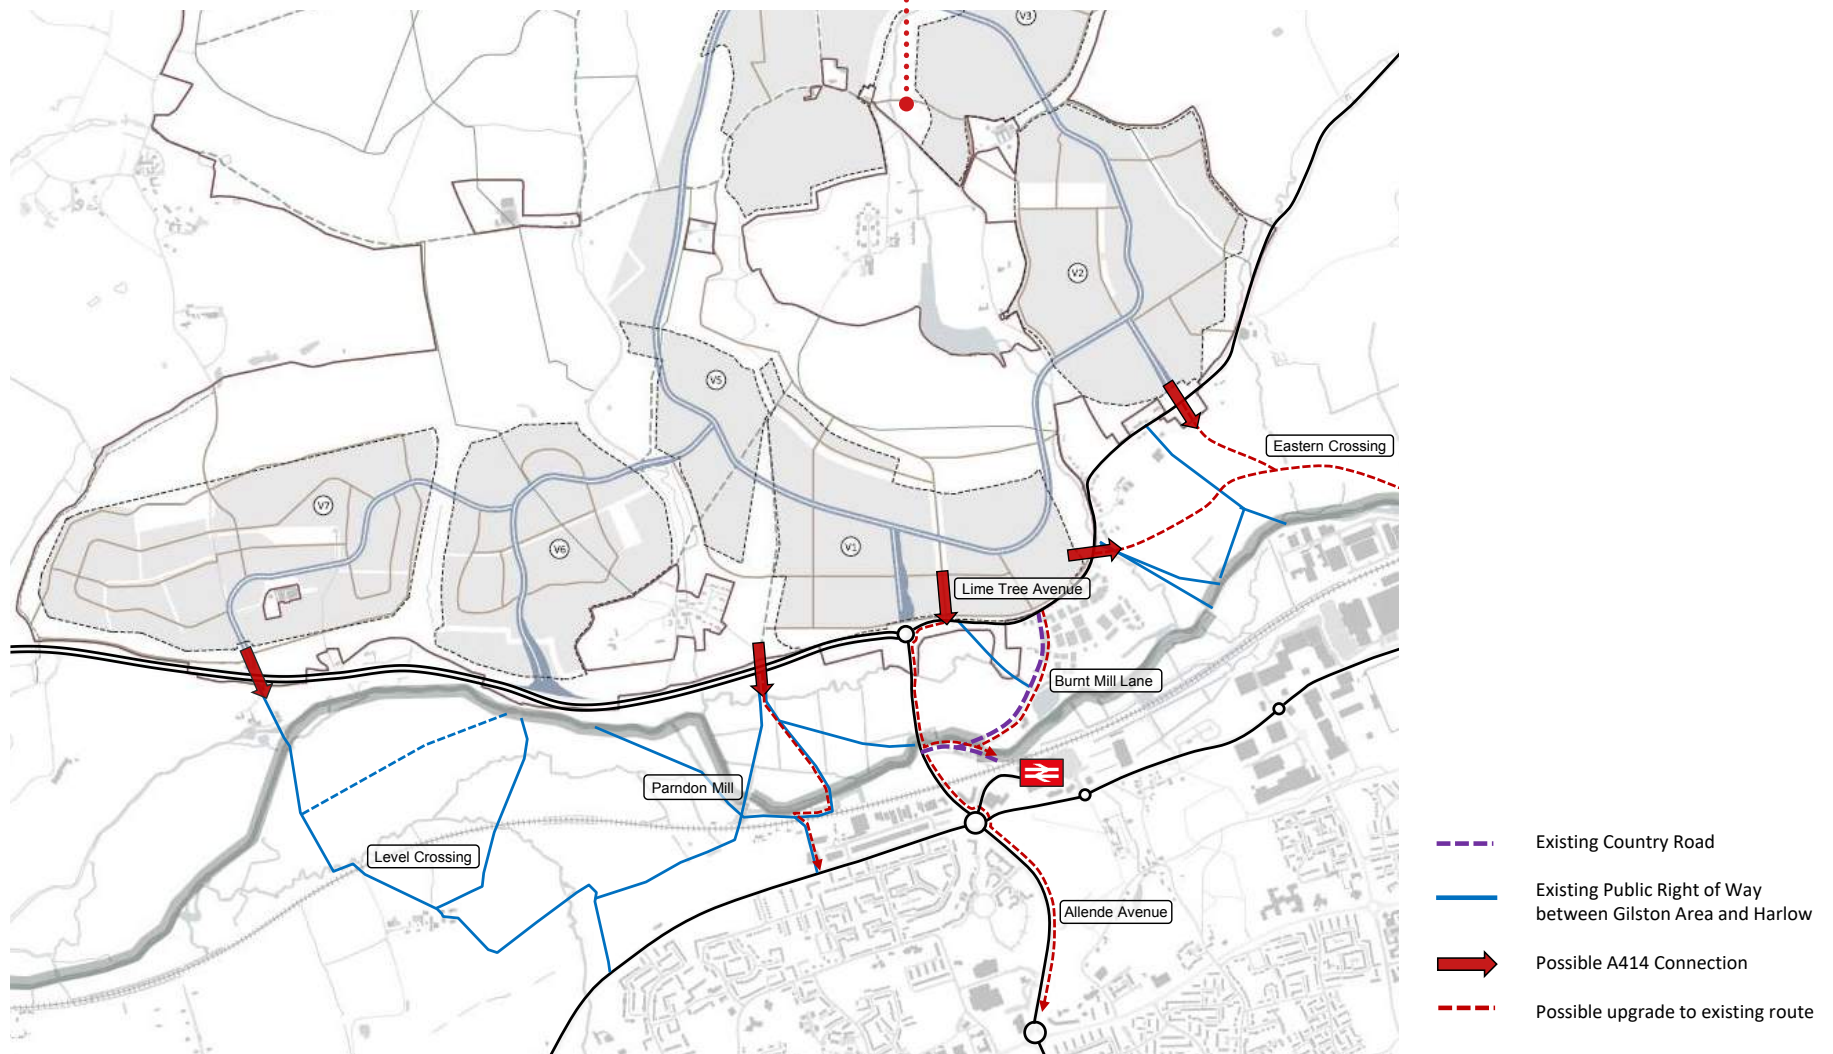 V3
V2
V5
Eastern Crossing
V7
V6
V1
Lime Tree Avenue
Burnt Mill Lane
Parndon Mill
Level Crossing
Allende Avenue
Existing Country Road
Existing Public Right of Way
between Gilston Area and Harlow
Possible A414 Connection
Possible upgrade to existing route